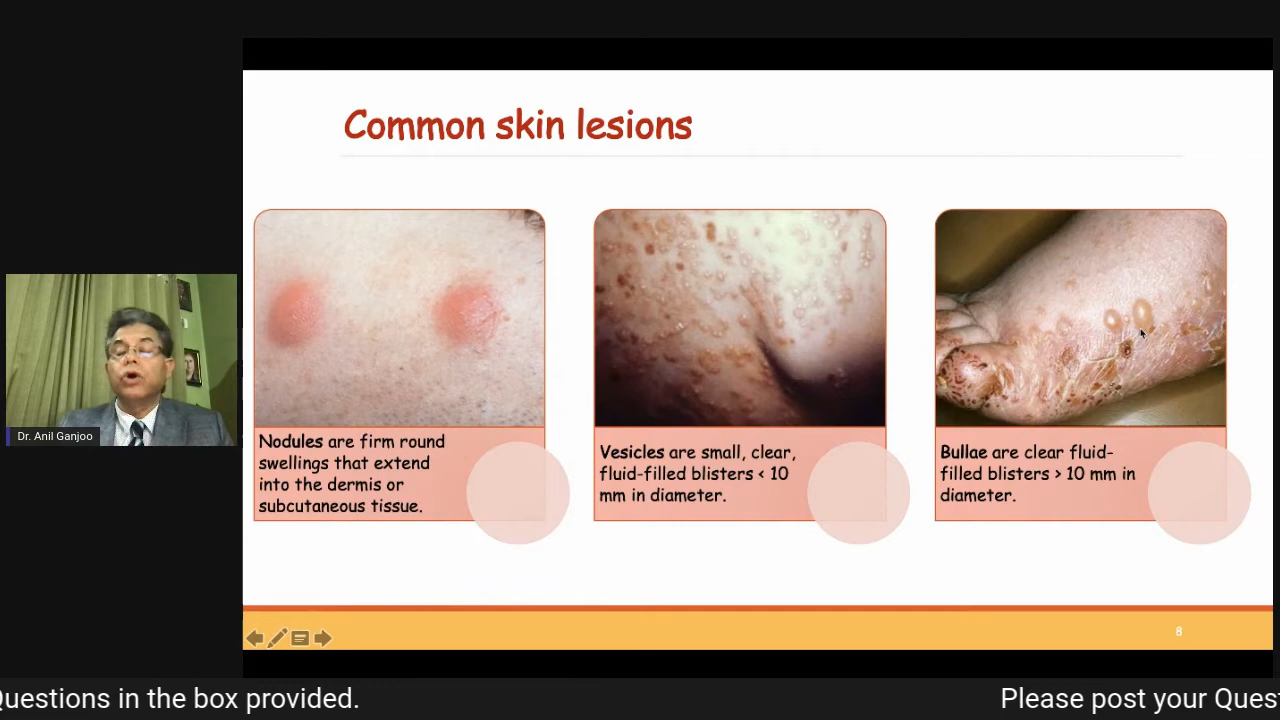 Common skin lesions
Nodules are firm round
swellings that extend
into the dermis or
subcutaneous tissue.
Vesicles are small, clear,
fluid-filled blisters < 10
mm in diameter.
Bullae are clear fluid-
filled blisters > 10 mm in
diameter.
Dr. Anil Ganjoo
8
uestions in the box provided.
Please post your Ques